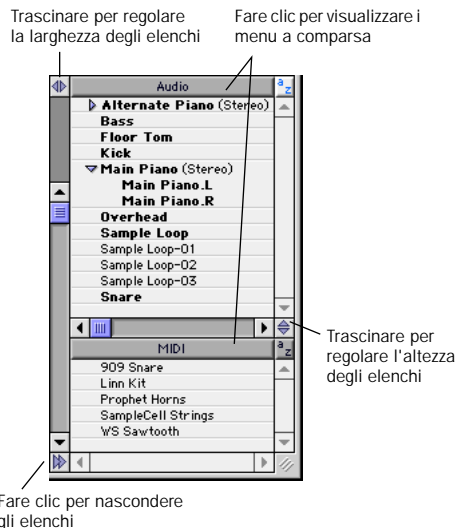 Trascinare per regolare
la larghezza degli elenchi
Fare clic per visualizzare i
menu a comparsa
Audio
a z
Alternate Piano (Stereo)
Bass
Floor Tom
Kick
Main Piano (Stereo)
Main Piano.L
Main Piano.R
Overhead
Sample Loop
Sample Loop-01
Sample Loop-02
Sample Loop-03
Snare
Trascinare per
regolare l'altezza
degli elenchi
MIDI
a z
909 Snare
Linn Kit
Prophet Horns
SampleCell Strings
WS Sawtooth
Fare clic per nascondere
gli elenchi